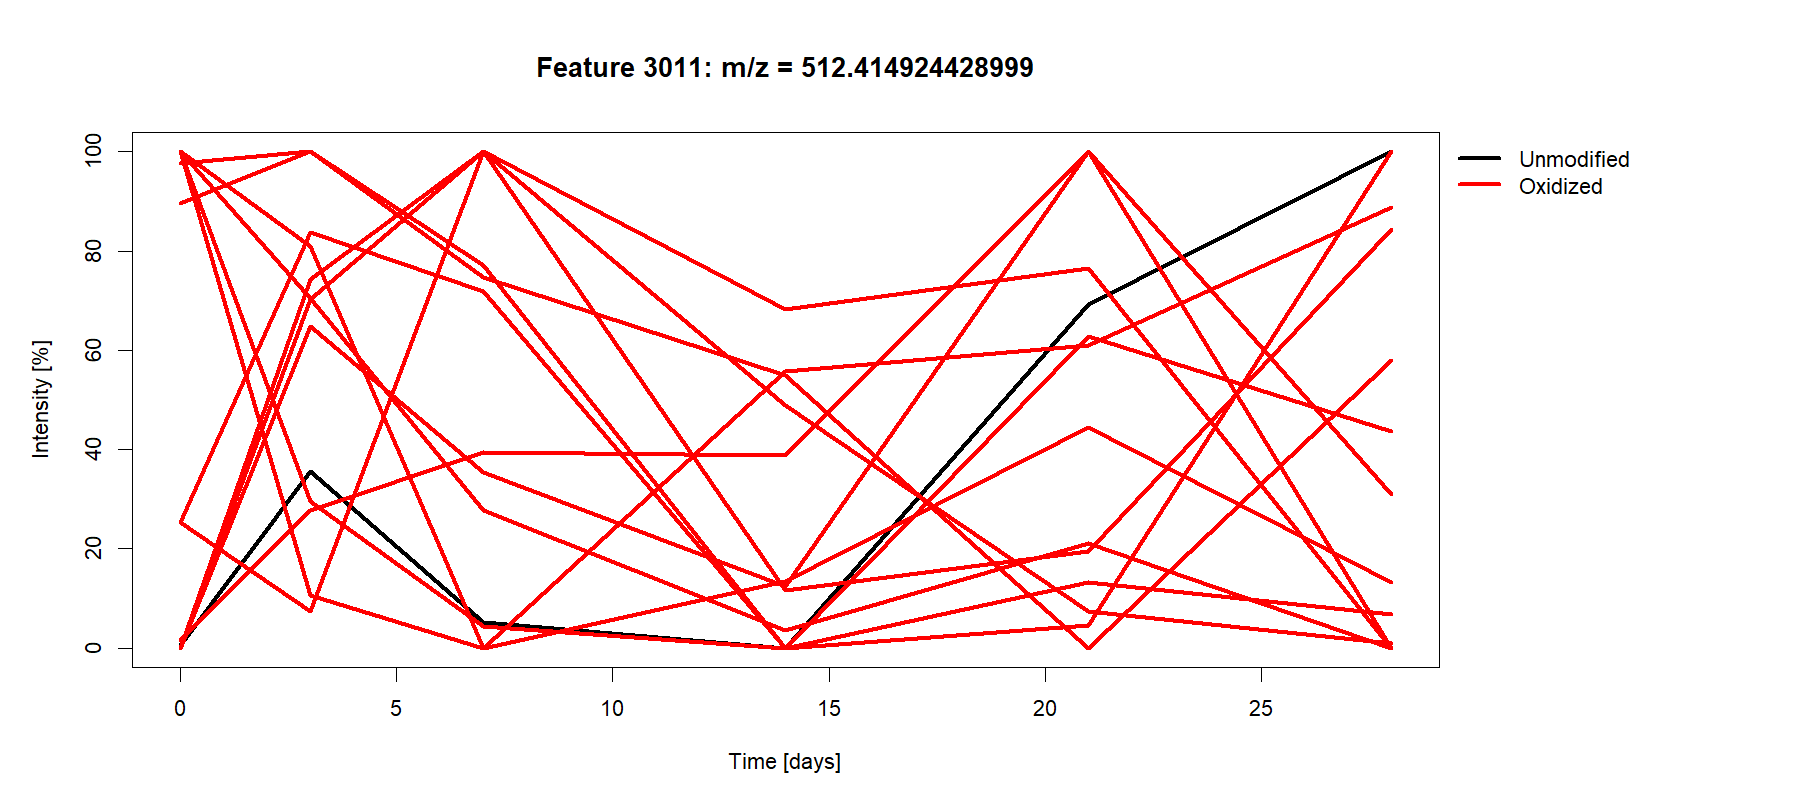 Feature 3011: m/z = 512.414924428999
Unmodified
Oxidized
Intensity [%]
100
80
60
40
20
0
0 5 10 15 20 25
Time [days]